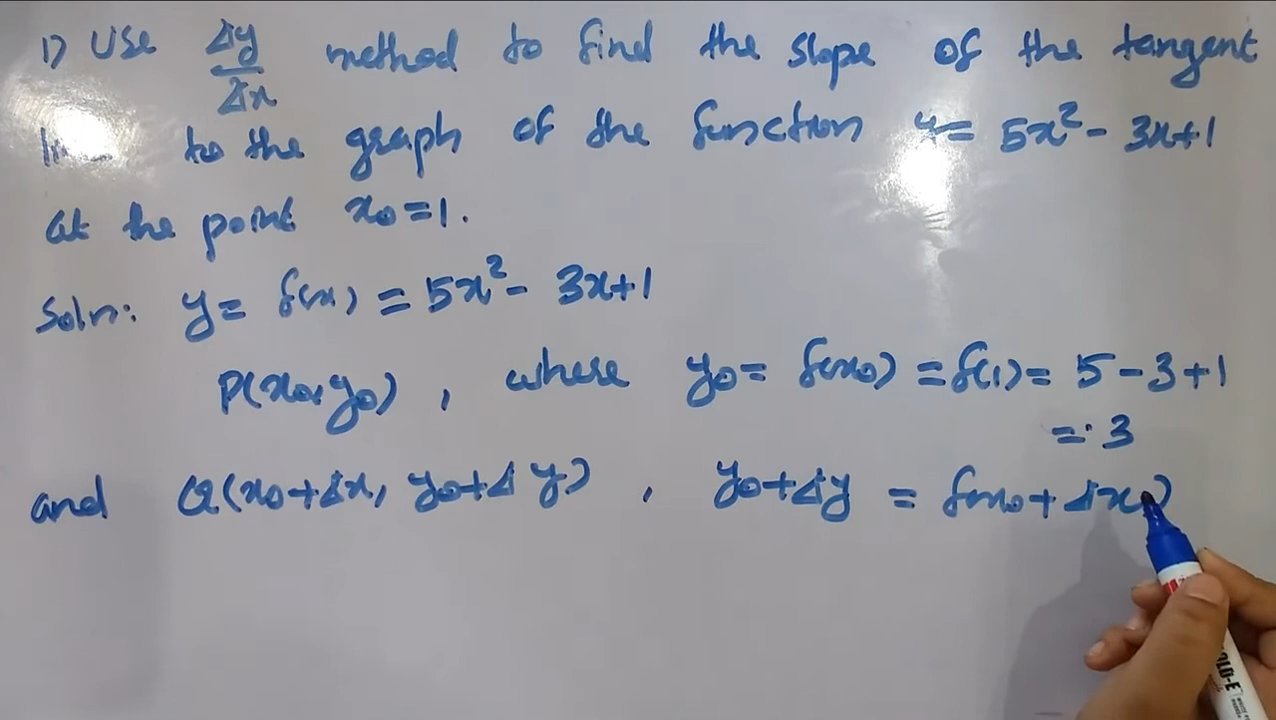 1) Use Δy/Δx method to find the slope of the tangent
to the graph of the function y = 5x² - 3x+1
at the point x₀ = 1.
Soln: y = f(x) = 5x² - 3x+1
P(x₀, y₀) , where y₀ = f(x₀) = f(1) = 5 - 3 + 1
= 3
and Q(x₀+Δx, y₀+Δy) , y₀+Δy = f(x₀+Δx)